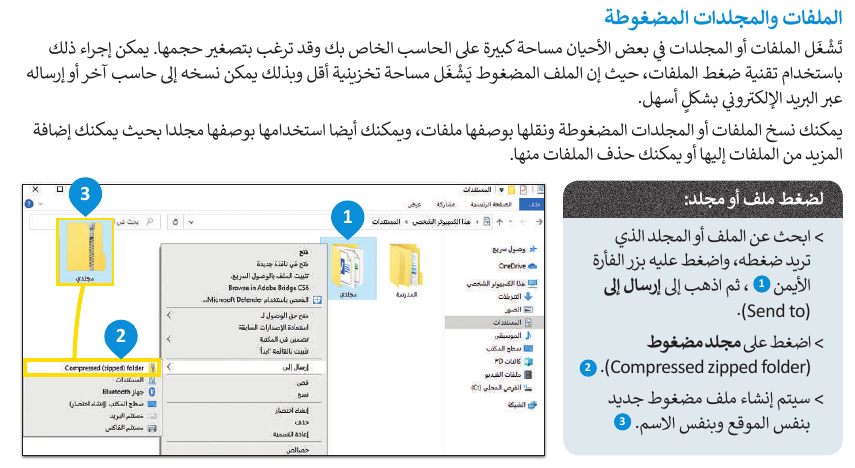 الملفات والمجلدات المضغوطة
تَشْغَل الملفات أو المجلدات في بعض الأحيان مساحة كبيرة على الحاسب الخاص بك وقد ترغب بتصغير حجمها. يمكن إجراء ذلك
باستخدام تقنية ضغط الملفات، حيث إن الملف المضغوط يَشْغَل مساحة تخزينية أقل وبذلك يمكن نسخه إلى حاسب آخر أو إرساله
عبر البريد الإلكتروني بشكلٍ أسهل.
يمكنك نسخ الملفات أو المجلدات المضغوطة ونقلها بوصفها ملفات، ويمكنك أيضا استخدامها بوصفها مجلدا بحيث يمكنك إضافة
المزيد من الملفات إليها أو يمكنك حذف الملفات منها.
لضغط ملف أو مجلد:
> ابحث عن الملف أو المجلد الذي
تريد ضغطه، واضغط عليه بزر الفأرة
الأيمن 1 ، ثم اذهب إلى إرسال إلى
(Send to).
> اضغط على مجلد مضغوط
(Compressed zipped folder). 2
> سيتم إنشاء ملف مضغوط جديد
بنفس الموقع وبنفس الاسم. 3
المستندات
ملف الصفحة الرئيسية مشاركة عرض
هذا الكمبيوتر الشخصي المستندات
بحث في
وصول سريع
OneDrive
هذا الكمبيوتر الشخصي
التنزيلات
الصور
المستندات
الموسيقى
سطح المكتب
كائنات 3D
ملفات الفيديو
القرص المحلي (C:)
الشبكة
المدرسة
1
مجلدي
3
مجلدي
فتح
فتح في نافذة جديدة
تثبيت الملف بالوصول السريع.
Browse in Adobe Bridge CS6
الفحص باستخدام Microsoft Defender...
منح حق الوصول لـ
استعادة الإصدارات السابقة
تضمين في المكتبة
تثبيت بالقائمة "ابدأ"
إرسال إلى
قص
نسخ
إنشاء اختصار
حذف
إعادة التسمية
خصائص
2
Compressed (zipped) folder
المستندات
جهاز Bluetooth
سطح المكتب (إنشاء اختصار)
مستلم البريد
مستلم الفاكس